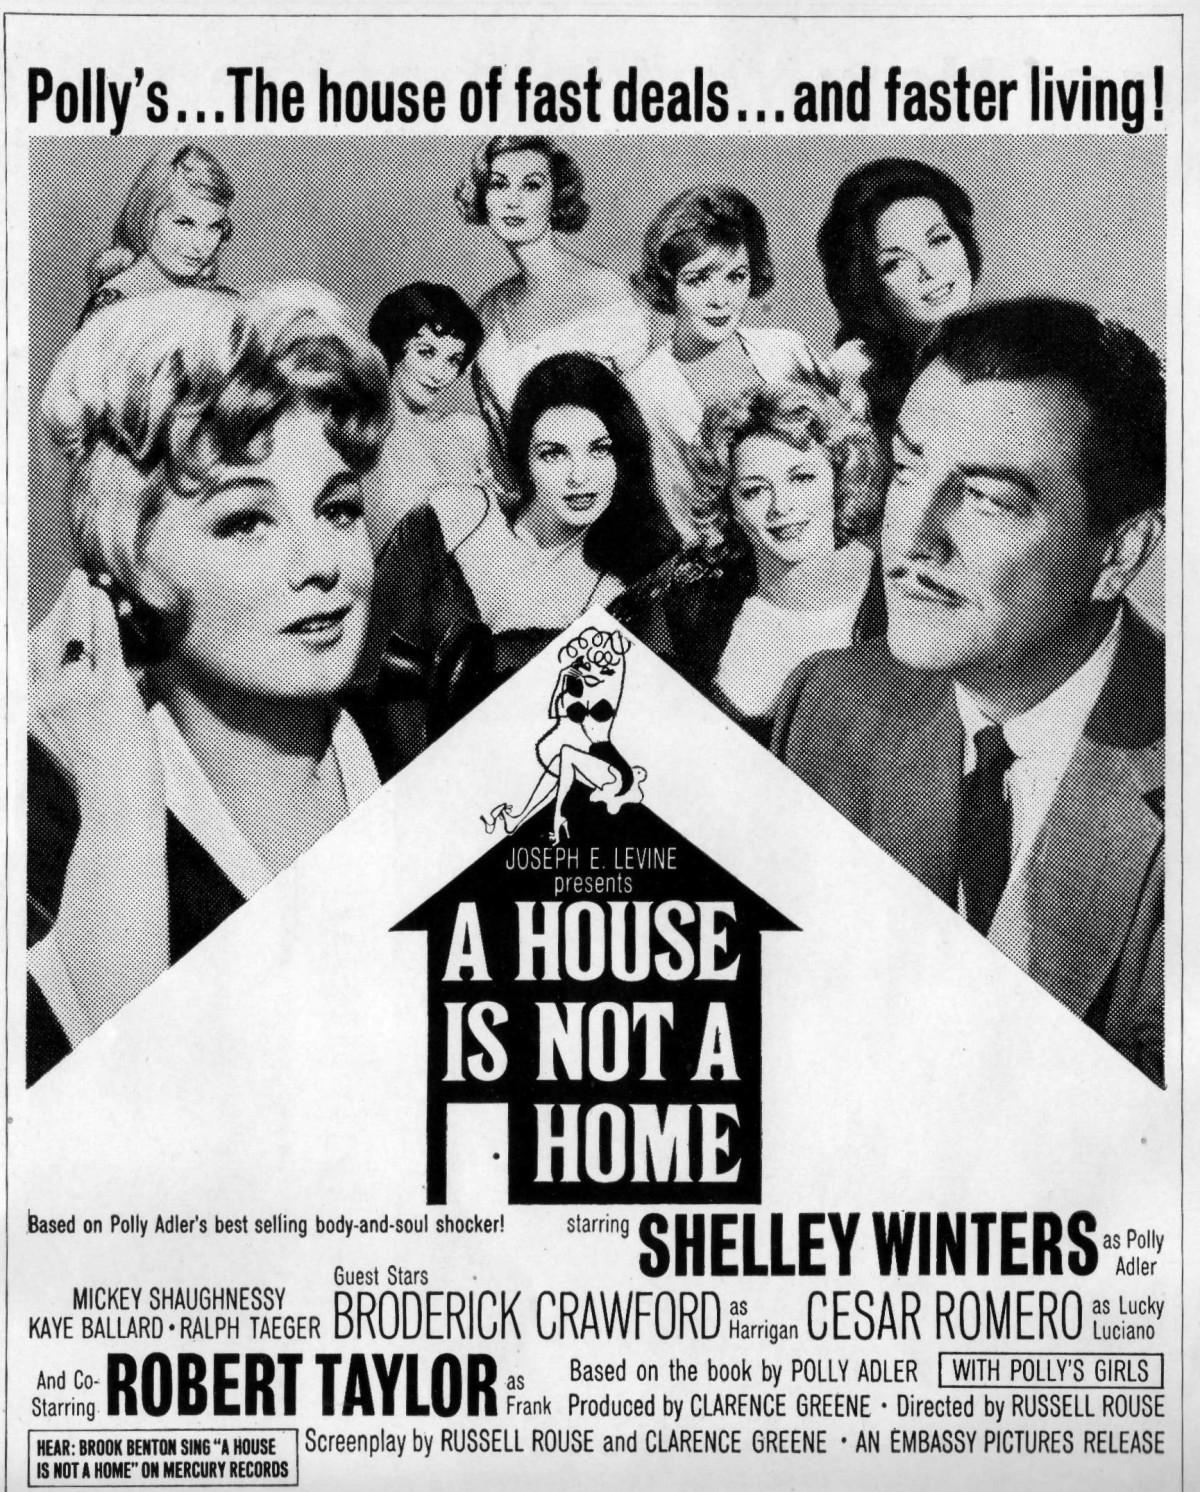 Polly's...The house of fast deals...and faster living!
JOSEPH E. LEVINE
presents
A HOUSE
IS NOT A
HOME
Based on Polly Adler's best selling body-and-soul shocker!
starring SHELLEY WINTERS as Polly Adler
MICKEY SHAUGHNESSY
KAYE BALLARD • RALPH TAEGER
Guest Stars
BRODERICK CRAWFORD as Harrigan CESAR ROMERO as Lucky Luciano
And Co-Starring ROBERT TAYLOR as Frank
Based on the book by POLLY ADLER WITH POLLY'S GIRLS
Produced by CLARENCE GREENE • Directed by RUSSELL ROUSE
HEAR: BROOK BENTON SING "A HOUSE
IS NOT A HOME" ON MERCURY RECORDS
Screenplay by RUSSELL ROUSE and CLARENCE GREENE • AN EMBASSY PICTURES RELEASE